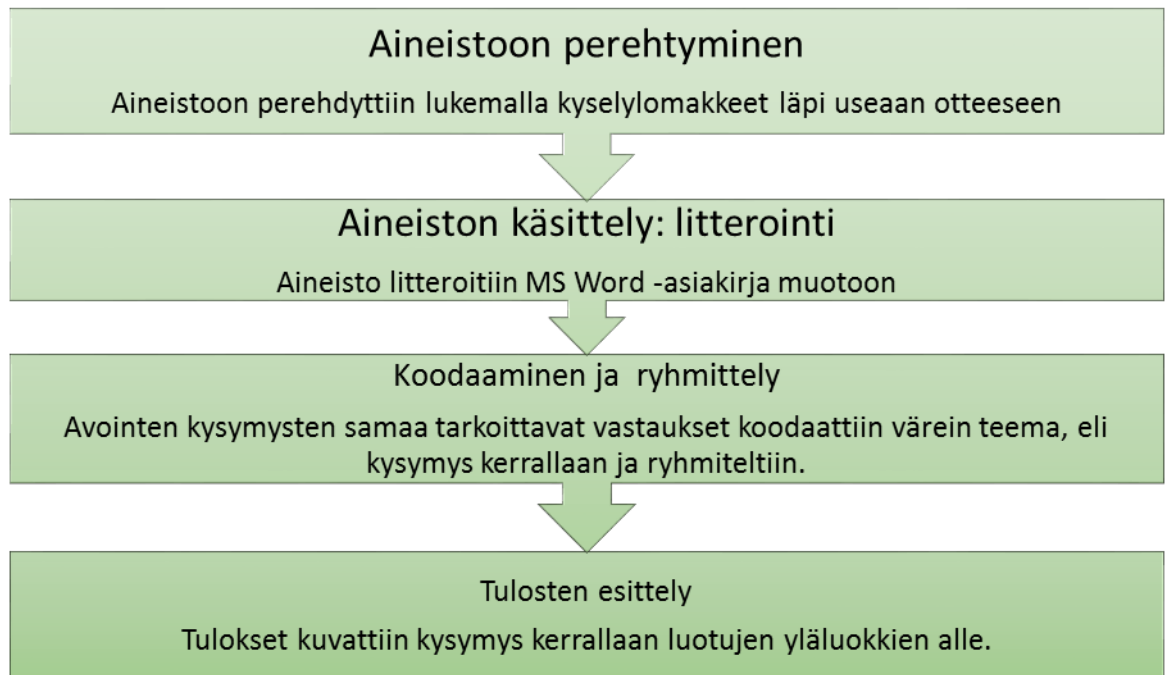 Aineistoon perehtyminen
Aineistoon perehdyttiin lukemalla kyselylomakkeet läpi useaan otteeseen
Aineiston käsittely: litterointi
Aineisto litteroitiin MS Word -asiakirja muotoon
Koodaaminen ja ryhmittely
Avointen kysymysten samaa tarkoittavat vastaukset koodaattiin värein teema, eli
kysymys kerrallaan ja ryhmiteltiin.
Tulosten esittely
Tulokset kuvattiin kysymys kerrallaan luotujen yläluokkien alle.